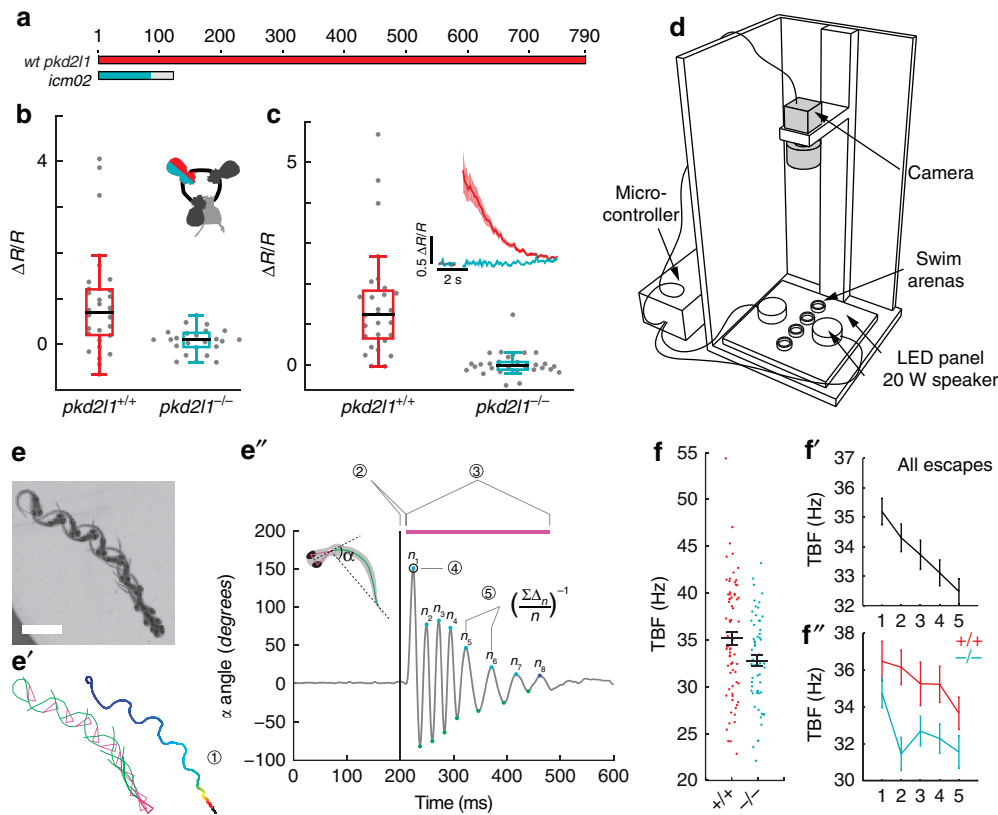 a
1 100 200 300 400 500 600 700 790
wt pkd2l1
icm02
b
4
0
ΔR/R
pkd2l1+/+ pkd2l1−/−
c
5
0
ΔR/R
0.5 ΔR/R
2 s
pkd2l1+/+ pkd2l1−/−
d
Camera
Micro-
controller
Swim
arenas
LED panel
20 W speaker
e
e′
①
e″
② ③
200
150
100
50
0
−50
−100
α angle (degrees)
α
n1
④
n2 n3 n4
⑤ (ΣΔn/n)−1
n5
n6 n7 n8
0 100 200 300 400 500 600
Time (ms)
f
60
55
50
45
40
35
30
25
20
TBF (Hz)
+/+ −/−
f′
All escapes
37
36
35
34
33
32
TBF (Hz)
1 2 3 4 5
f″
38
36
34
32
30
TBF (Hz)
+/+
−/−
1 2 3 4 5